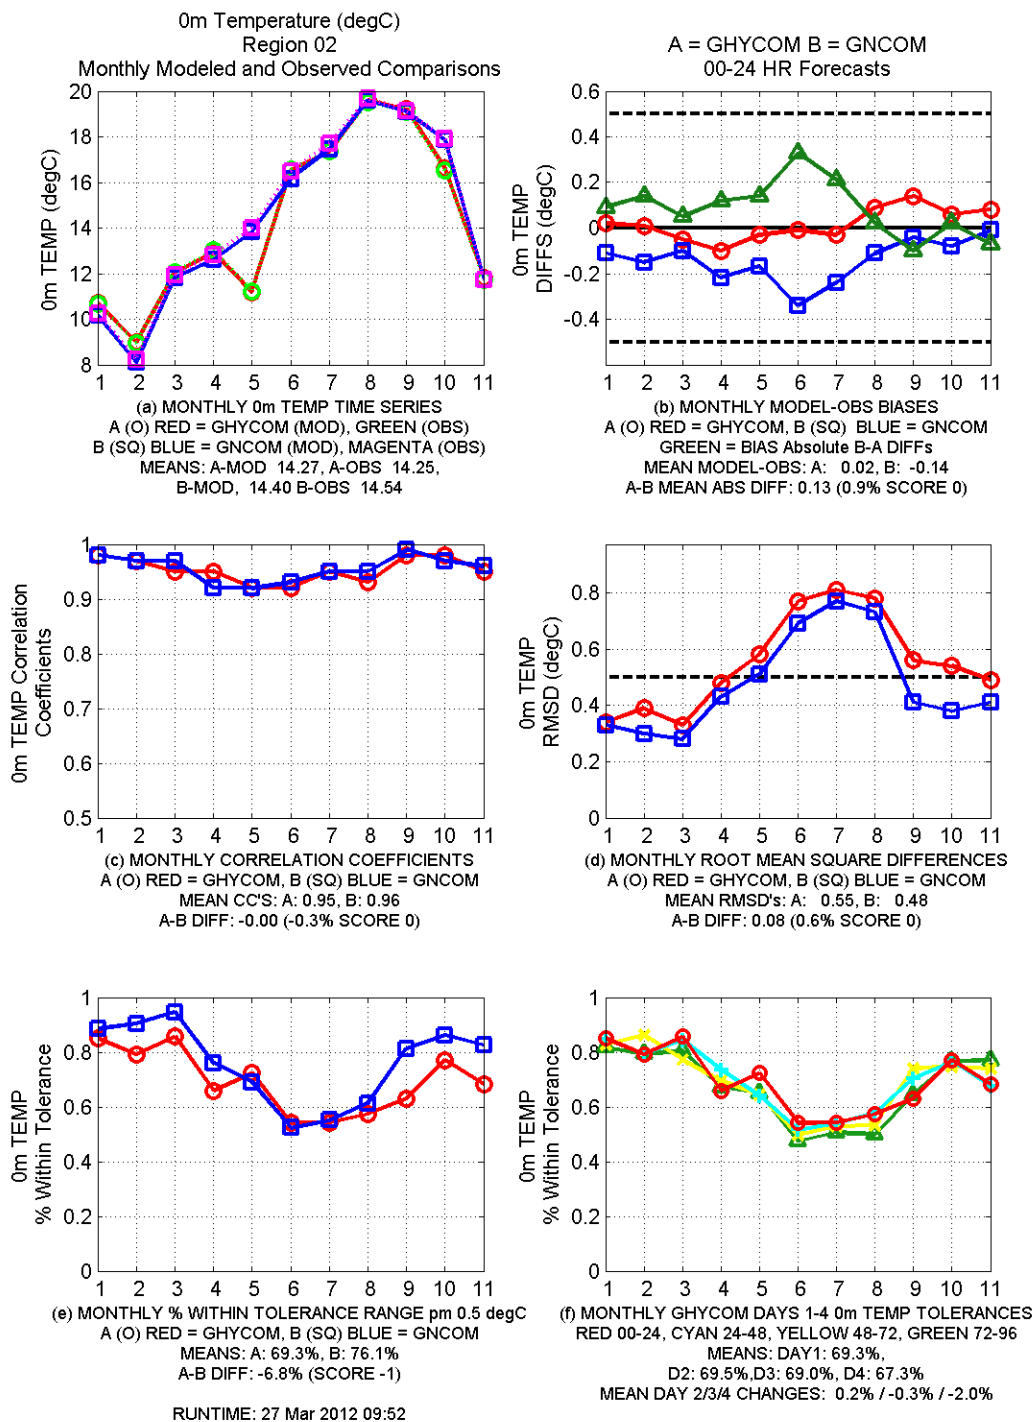 0m Temperature (degC)
Region 02
Monthly Modeled and Observed Comparisons
A = GHYCOM B = GNCOM
00-24 HR Forecasts
20
18
16
14
12
10
8
0m TEMP (degC)
1 2 3 4 5 6 7 8 9 10 11
(a) MONTHLY 0m TEMP TIME SERIES
A (O) RED = GHYCOM (MOD), GREEN (OBS)
B (SQ) BLUE = GNCOM (MOD), MAGENTA (OBS)
MEANS: A-MOD 14.27, A-OBS 14.25,
B-MOD, 14.40 B-OBS 14.54
0.6
0.4
0.2
0
-0.2
-0.4
0m TEMP
DIFFS (degC)
1 2 3 4 5 6 7 8 9 10 11
(b) MONTHLY MODEL-OBS BIASES
A (O) RED = GHYCOM, B (SQ) BLUE = GNCOM
GREEN = BIAS Absolute B-A DIFFs
MEAN MODEL-OBS: A: 0.02, B: -0.14
A-B MEAN ABS DIFF: 0.13 (0.9% SCORE 0)
1
0.9
0.8
0.7
0.6
0.5
0m TEMP Correlation
Coefficients
1 2 3 4 5 6 7 8 9 10 11
(c) MONTHLY CORRELATION COEFFICIENTS
A (O) RED = GHYCOM, B (SQ) BLUE = GNCOM
MEAN CC'S: A: 0.95, B: 0.96
A-B DIFF: -0.00 (-0.3% SCORE 0)
0.8
0.6
0.4
0.2
0
0m TEMP
RMSD (degC)
1 2 3 4 5 6 7 8 9 10 11
(d) MONTHLY ROOT MEAN SQUARE DIFFERENCES
A (O) RED = GHYCOM, B (SQ) BLUE = GNCOM
MEAN RMSD's: A: 0.55, B: 0.48
A-B DIFF: 0.08 (0.6% SCORE 0)
1
0.8
0.6
0.4
0.2
0
0m TEMP
% Within Tolerance
1 2 3 4 5 6 7 8 9 10 11
(e) MONTHLY % WITHIN TOLERANCE RANGE pm 0.5 degC
A (O) RED = GHYCOM, B (SQ) BLUE = GNCOM
MEANS: A: 69.3%, B: 76.1%
A-B DIFF: -6.8% (SCORE -1)
1
0.8
0.6
0.4
0.2
0
0m TEMP
% Within Tolerance
1 2 3 4 5 6 7 8 9 10 11
(f) MONTHLY GHYCOM DAYS 1-4 0m TEMP TOLERANCES
RED 00-24, CYAN 24-48, YELLOW 48-72, GREEN 72-96
MEANS: DAY1: 69.3%,
D2: 69.5%,D3: 69.0%, D4: 67.3%
MEAN DAY 2/3/4 CHANGES: 0.2% / -0.3% / -2.0%
RUNTIME: 27 Mar 2012 09:52